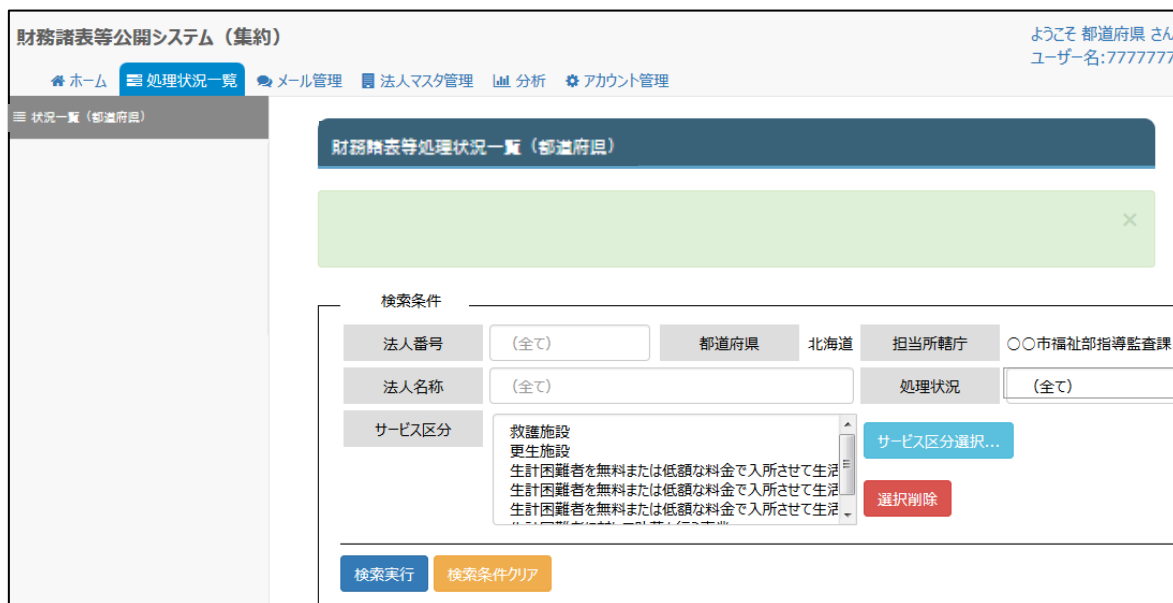 財務諸表等公開システム（集約）
ようこそ 都道府県 さん
ユーザー名:7777777
ホーム 処理状況一覧 メール管理 法人マスタ管理 分析 アカウント管理
状況一覧（都道府県）
財務諸表等処理状況一覧（都道府県）
×
検索条件
法人番号 （全て） 都道府県 北海道 担当所轄庁 〇〇市福祉部指導監査課
法人名称 （全て） 処理状況 （全て）
サービス区分 救護施設 サービス区分選択...
更生施設
生計困難者を無料または低額な料金で入所させて生活
生計困難者を無料または低額な料金で入所させて生活
生計困難者を無料または低額な料金で入所させて生活
選択削除
検索実行 検索条件クリア